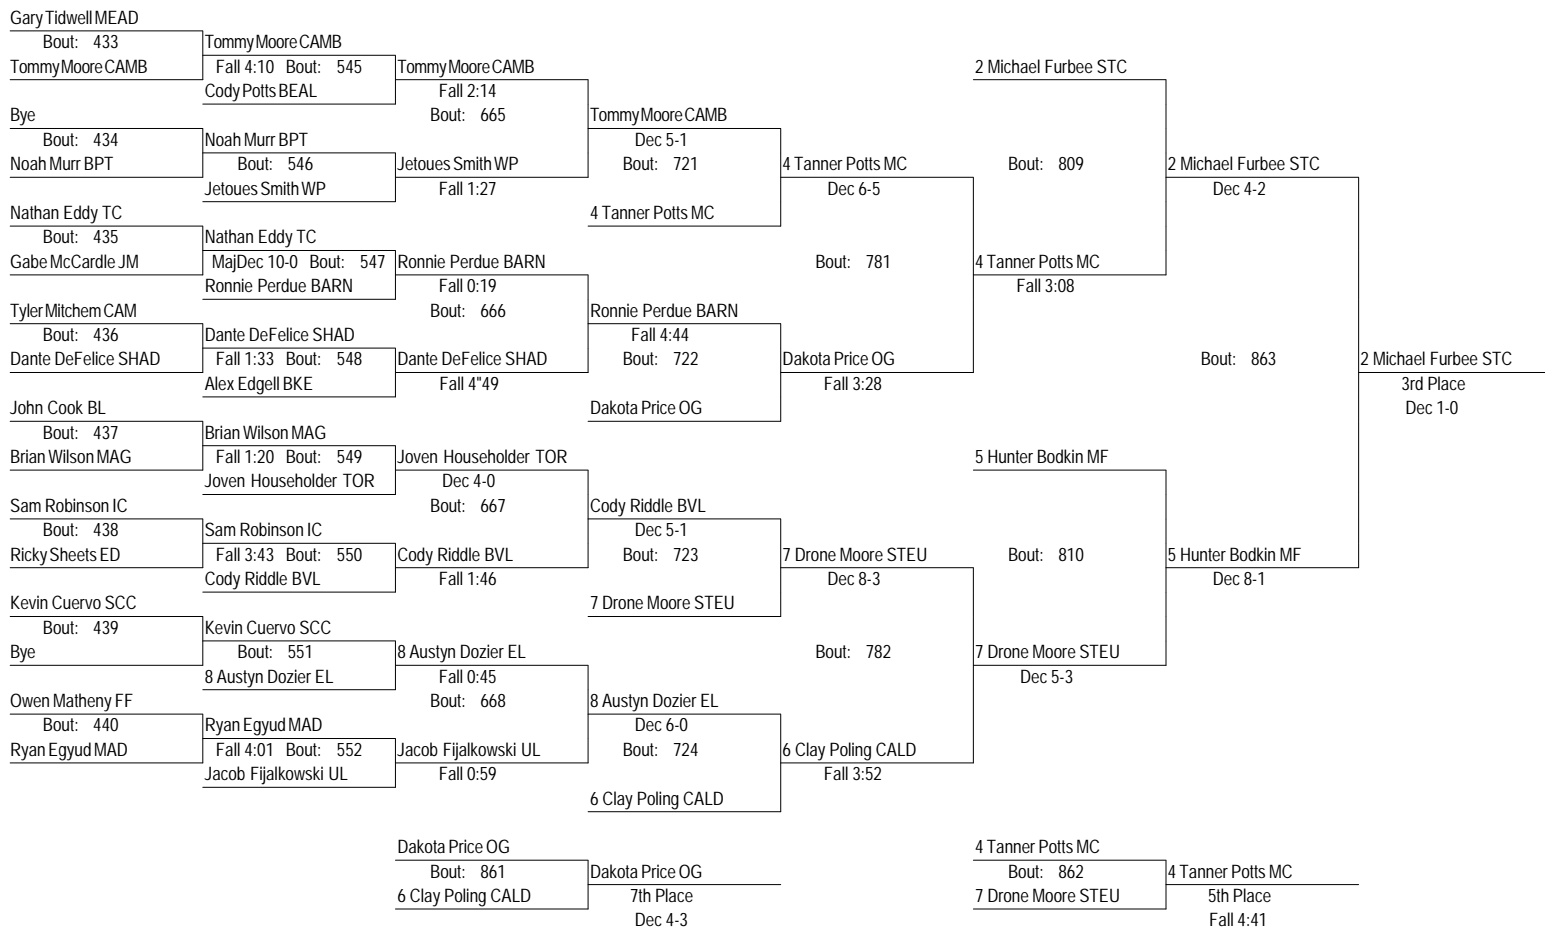 Gary Tidwell MEAD
Bout: 433
Tommy Moore CAMB
Bye
Bout: 434
Noah Murr BPT
Nathan Eddy TC
Bout: 435
Gabe McCardle JM
Tyler Mitchem CAM
Bout: 436
Dante DeFelice SHAD
John Cook BL
Bout: 437
Brian Wilson MAG
Sam Robinson IC
Bout: 438
Ricky Sheets ED
Kevin Cuervo SCC
Bout: 439
Bye
Owen Matheny FF
Bout: 440
Ryan Egyud MAD
Tommy Moore CAMB
Fall 4:10 Bout: 545
Cody Potts BEAL
Noah Murr BPT
Bout: 546
Jetoues Smith WP
Nathan Eddy TC
MajDec 10-0 Bout: 547
Ronnie Perdue BARN
Dante DeFelice SHAD
Fall 1:33 Bout: 548
Alex Edgell BKE
Brian Wilson MAG
Fall 1:20 Bout: 549
Joven Householder TOR
Sam Robinson IC
Fall 3:43 Bout: 550
Cody Riddle BVL
Kevin Cuervo SCC
Bout: 551
8 Austyn Dozier EL
Ryan Egyud MAD
Fall 4:01 Bout: 552
Jacob Fijalkowski UL
Tommy Moore CAMB
Fall 2:14
Bout: 665
Jetoues Smith WP
Fall 1:27
Ronnie Perdue BARN
Fall 0:19
Bout: 666
Dante DeFelice SHAD
Fall 4"49
Joven Householder TOR
Dec 4-0
Bout: 667
Cody Riddle BVL
Fall 1:46
8 Austyn Dozier EL
Fall 0:45
Bout: 668
Jacob Fijalkowski UL
Fall 0:59
Tommy Moore CAMB
Dec 5-1
Bout: 721
4 Tanner Potts MC
Ronnie Perdue BARN
Fall 4:44
Bout: 722
Dakota Price OG
Cody Riddle BVL
Dec 5-1
Bout: 723
7 Drone Moore STEU
8 Austyn Dozier EL
Dec 6-0
Bout: 724
6 Clay Poling CALD
4 Tanner Potts MC
Dec 6-5
Bout: 781
Dakota Price OG
Fall 3:28
7 Drone Moore STEU
Dec 8-3
Bout: 782
6 Clay Poling CALD
Fall 3:52
2 Michael Furbee STC
Bout: 809
4 Tanner Potts MC
Fall 3:08
5 Hunter Bodkin MF
Bout: 810
7 Drone Moore STEU
Dec 5-3
2 Michael Furbee STC
Dec 4-2
Bout: 863
5 Hunter Bodkin MF
Dec 8-1
2 Michael Furbee STC
3rd Place
Dec 1-0
Dakota Price OG
Bout: 861
6 Clay Poling CALD
Dakota Price OG
7th Place
Dec 4-3
4 Tanner Potts MC
Bout: 862
7 Drone Moore STEU
4 Tanner Potts MC
5th Place
Fall 4:41